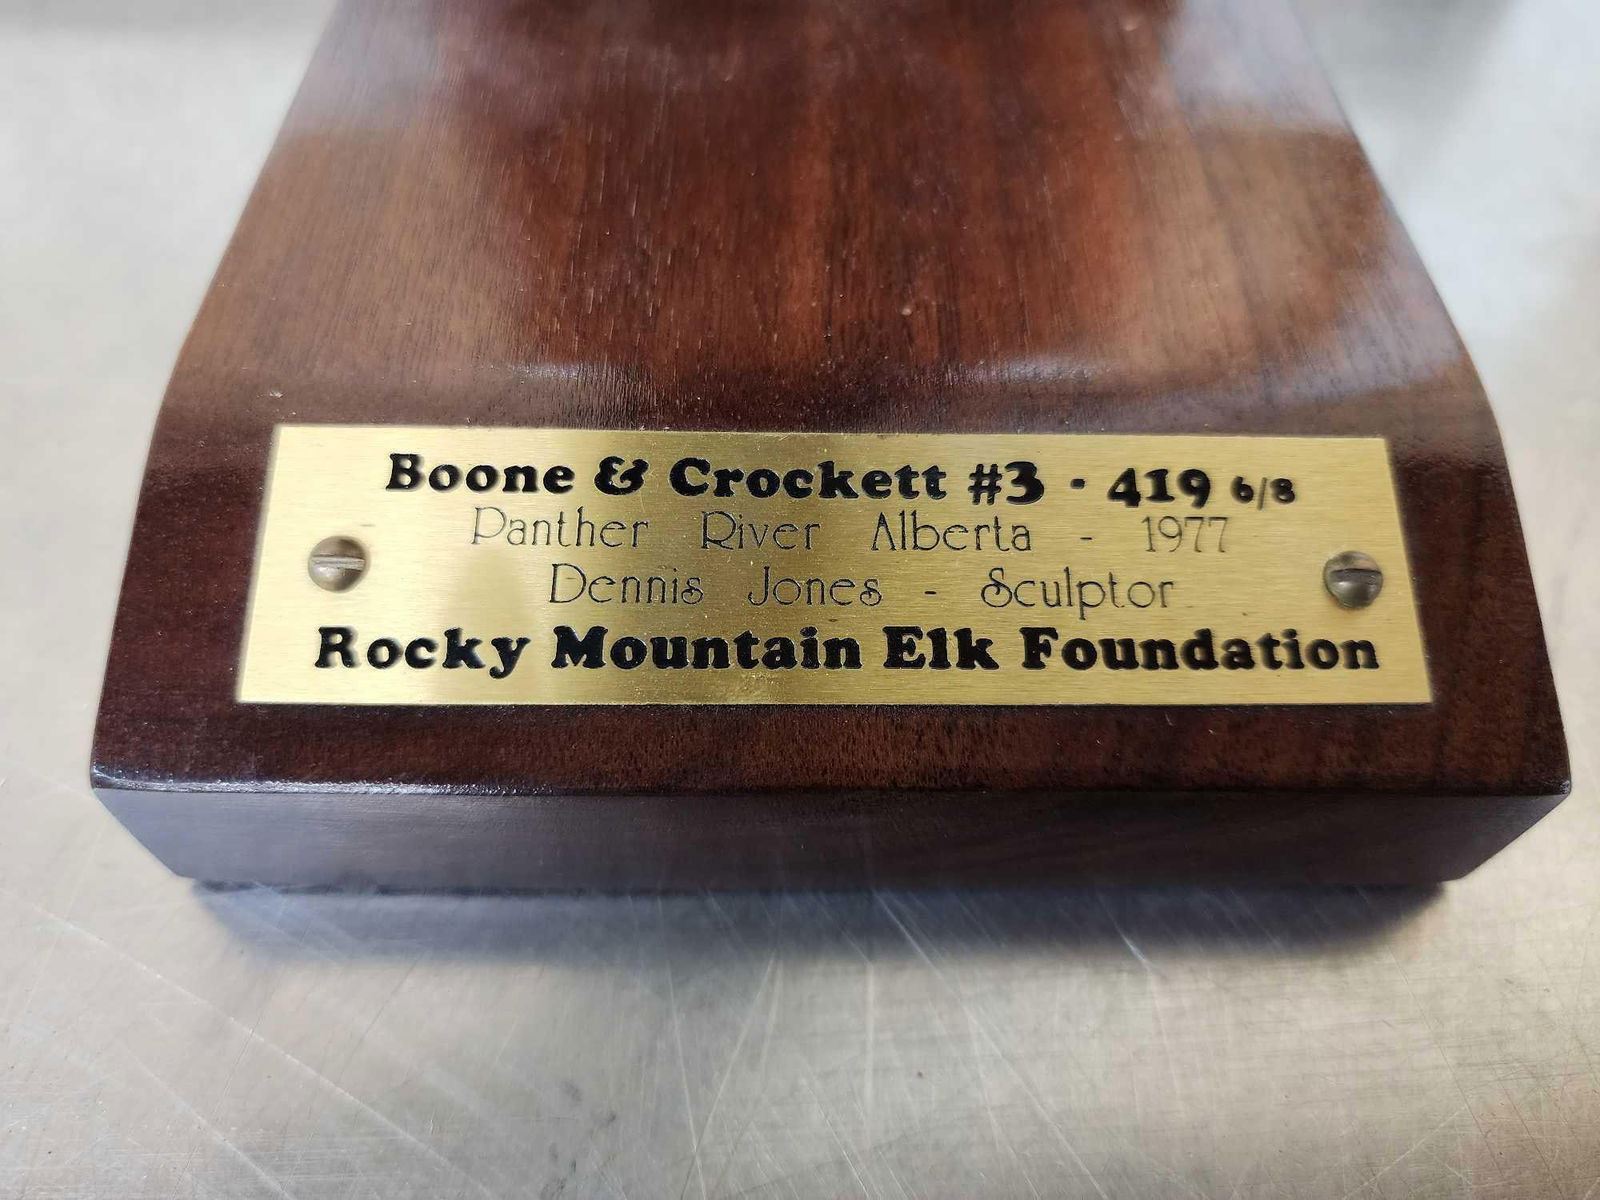 Boone & Crockett #3 · 419 6/8
Panther River Alberta - 1977
Dennis Jones - Sculptor
Rocky Mountain Elk Foundation